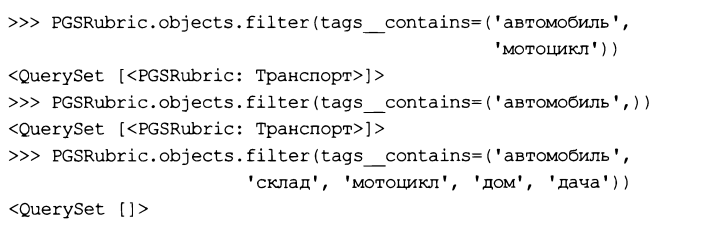 >>> PGSRubric.objects.filter(tags__contains=('автомобиль',
'мотоцикл'))
<QuerySet [<PGSRubric: Транспорт>]>
>>> PGSRubric.objects.filter(tags__contains=('автомобиль',))
<QuerySet [<PGSRubric: Транспорт>]>
>>> PGSRubric.objects.filter(tags__contains=('автомобиль',
'склад', 'мотоцикл', 'дом', 'дача'))
<QuerySet []>